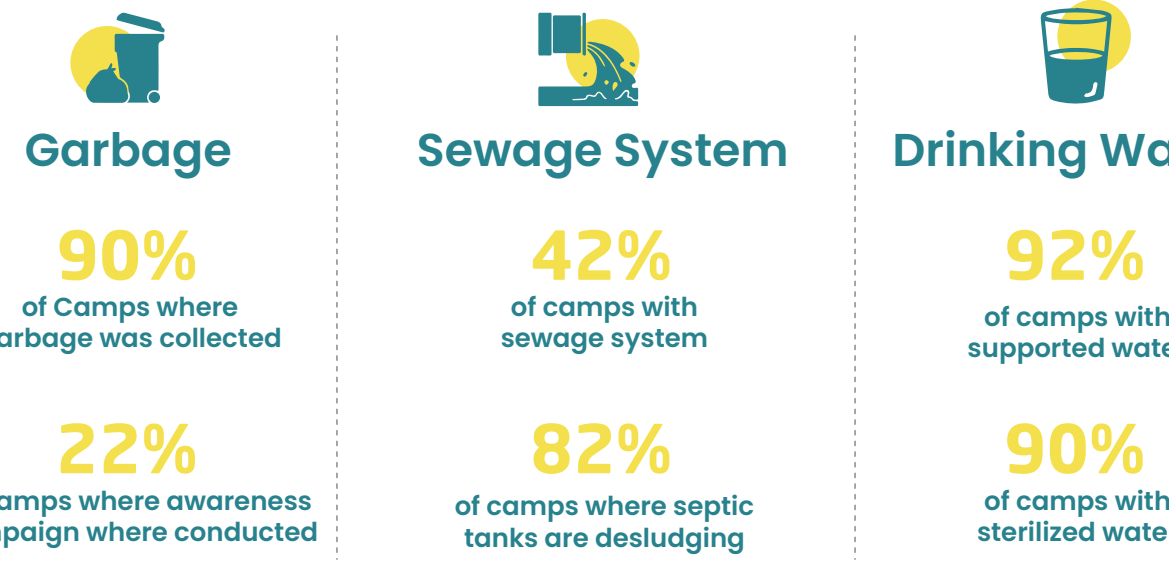 Garbage
90%
of Camps where
arbage was collected
22%
amps where awareness
paign where conducted
Sewage System
42%
of camps with
sewage system
82%
of camps where septic
tanks are desludging
Drinking Wa
92%
of camps with
supported wate
90%
of camps with
sterilized wate